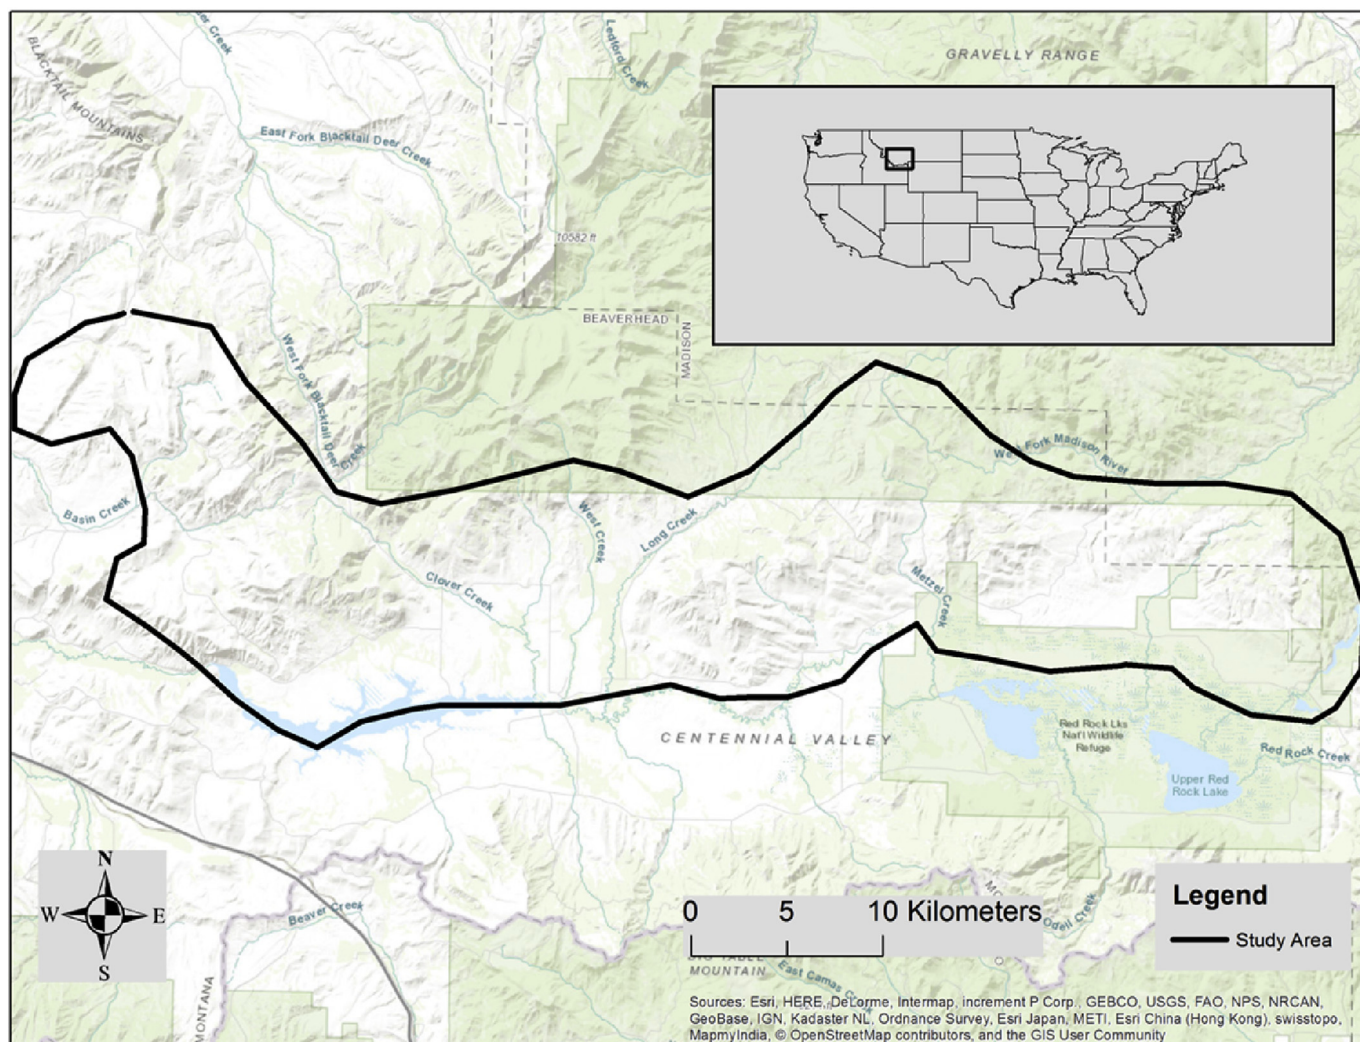 GRAVELLY RANGE
Ledford Creek
BLACKTAIL MOUNTAINS
East Fork Blacktail Deer Creek
10582 ft
BEAVERHEAD
MADISON
West Fork Blacktail Deer
Creek
West Fork Madison River
Basin Creek
West Creek
Long Creek
Clover Creek
Metzel Creek
CENTENNIAL VALLEY
Red Rock Lks
Nat'l Wildlife
Refuge
Red Rock Creek
Upper Red
Rock Lake
N
W
E
S
Beaver Creek
MONTANA
0 5 10 Kilometers
Odell Creek
MOUNTAIN
East Camas
Legend
Study Area
Sources: Esri, HERE, DeLorme, Intermap, increment P Corp., GEBCO, USGS, FAO, NPS, NRCAN,
GeoBase, IGN, Kadaster NL, Ordnance Survey, Esri Japan, METI, Esri China (Hong Kong), swisstopo,
MapmyIndia, © OpenStreetMap contributors, and the GIS User Community